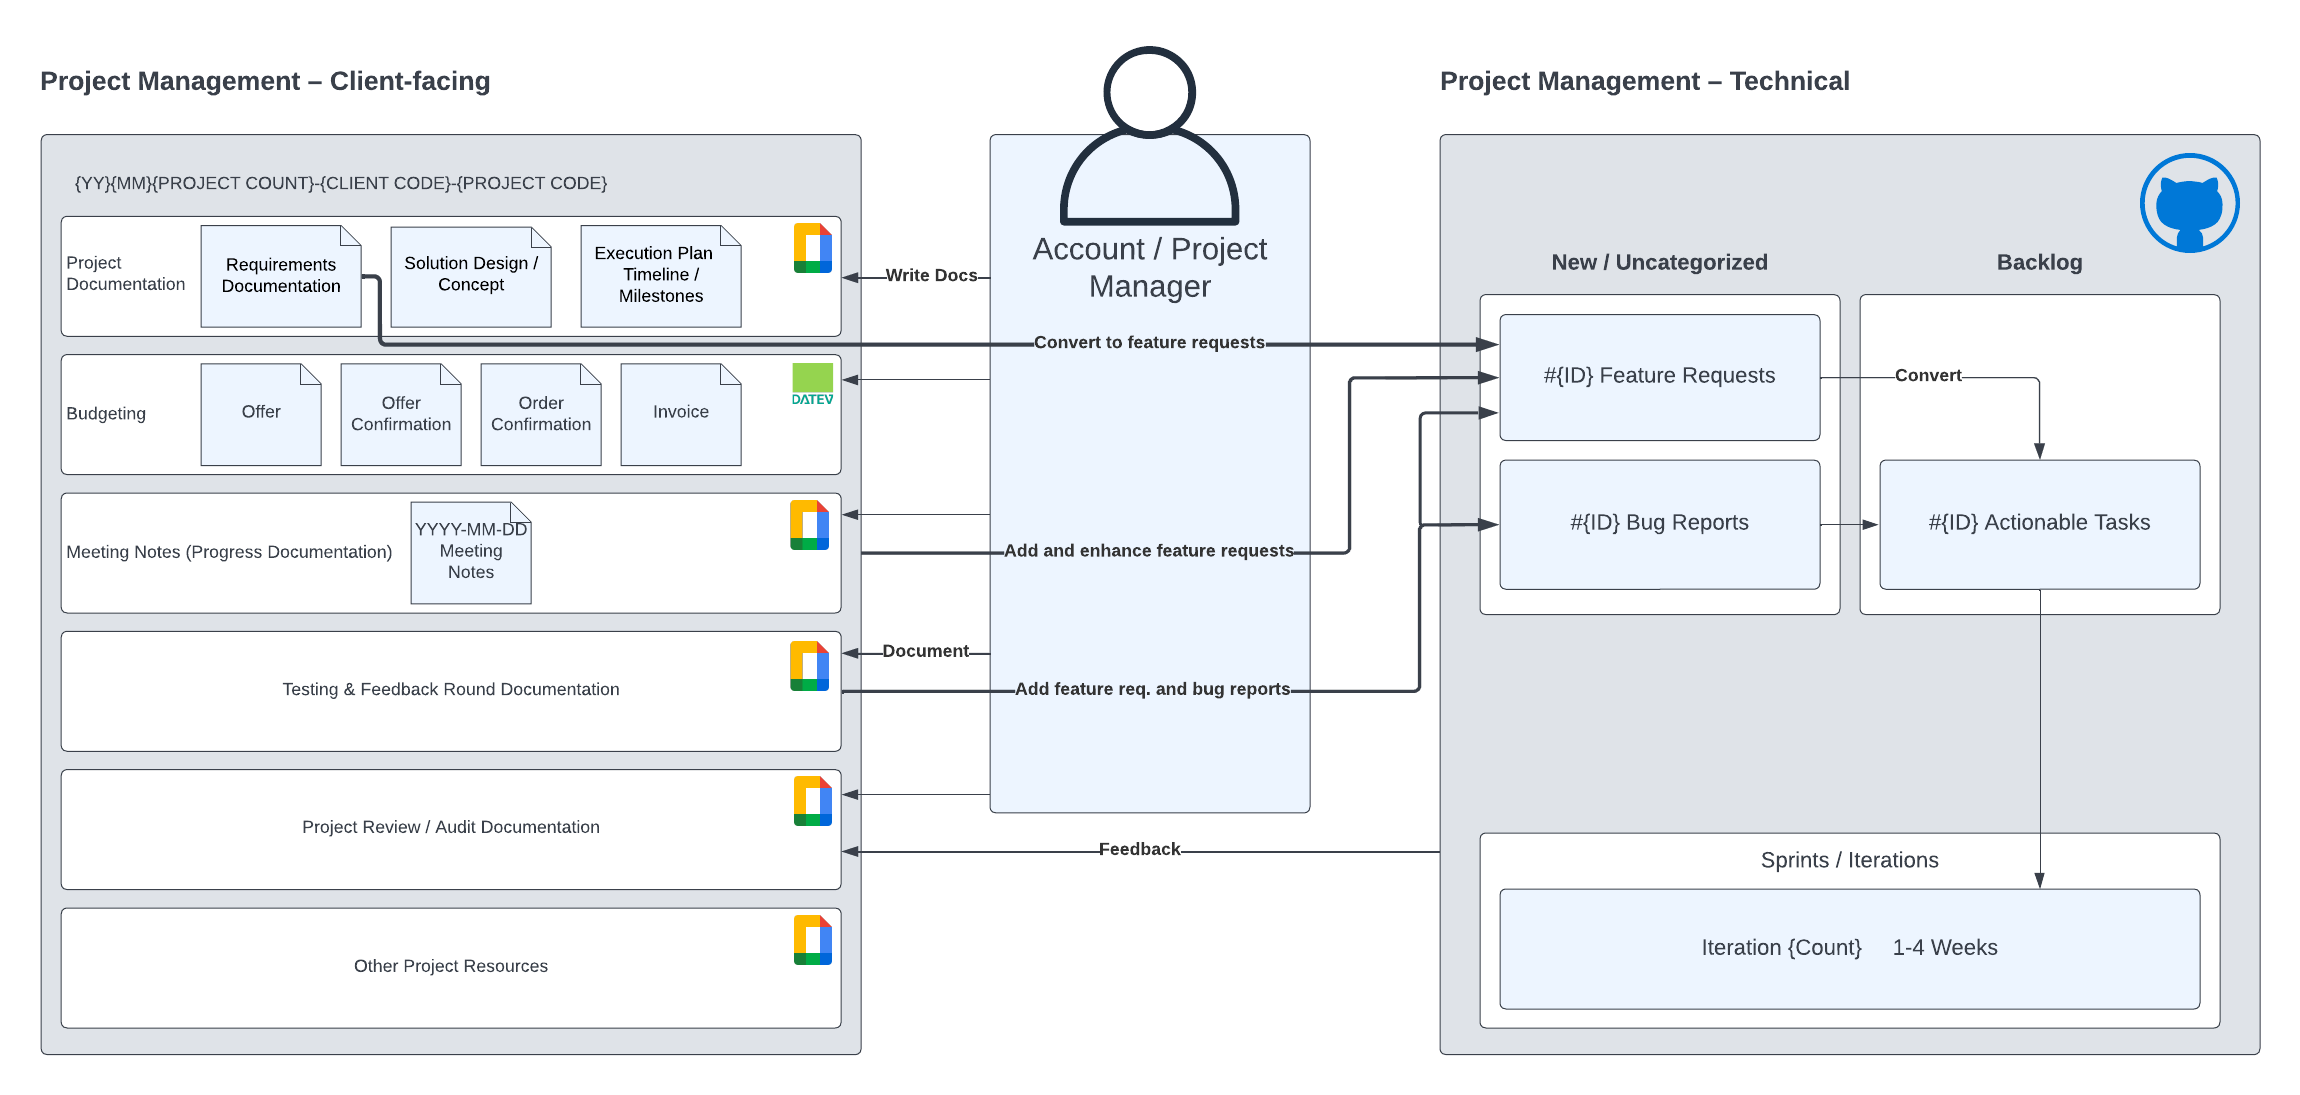 Project Management – Client-facing
Project Management – Technical
{YY}{MM}{PROJECT COUNT}-{CLIENT CODE}-{PROJECT CODE}
Project
Documentation
Requirements
Documentation
Solution Design /
Concept
Execution Plan
Timeline /
Milestones
Budgeting
Offer
Offer
Confirmation
Order
Confirmation
Invoice
DATEV
Meeting Notes (Progress Documentation)
YYYY-MM-DD
Meeting
Notes
Testing & Feedback Round Documentation
Project Review / Audit Documentation
Other Project Resources
Account / Project
Manager
Write Docs
Convert to feature requests
Add and enhance feature requests
Document
Add feature req. and bug reports
Feedback
New / Uncategorized
Backlog
#{ID} Feature Requests
Convert
#{ID} Bug Reports
#{ID} Actionable Tasks
Sprints / Iterations
Iteration {Count} 1-4 Weeks